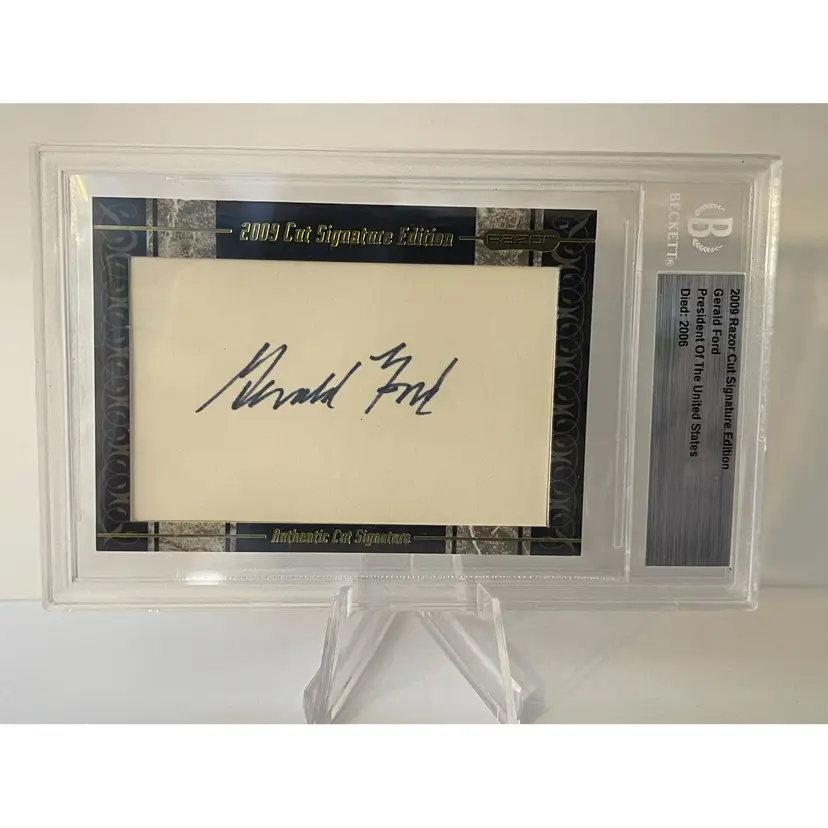 2009 Cut Signature Edition
RAZOR
Gerald Ford
Authentic Cut Signature
B
BECKETT®
2009 Razor Cut Signature Edition
Gerald Ford
President Of The United States
Died: 2006